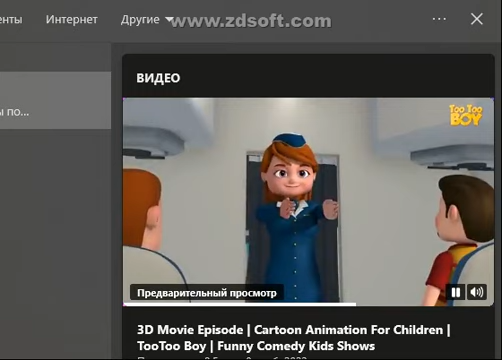 Интернет
Другие
www.zdsoft.com
ВИДЕО
TOO TOO
BOY
Предварительный просмотр
3D Movie Episode | Cartoon Animation For Children |
TooToo Boy | Funny Comedy Kids Shows